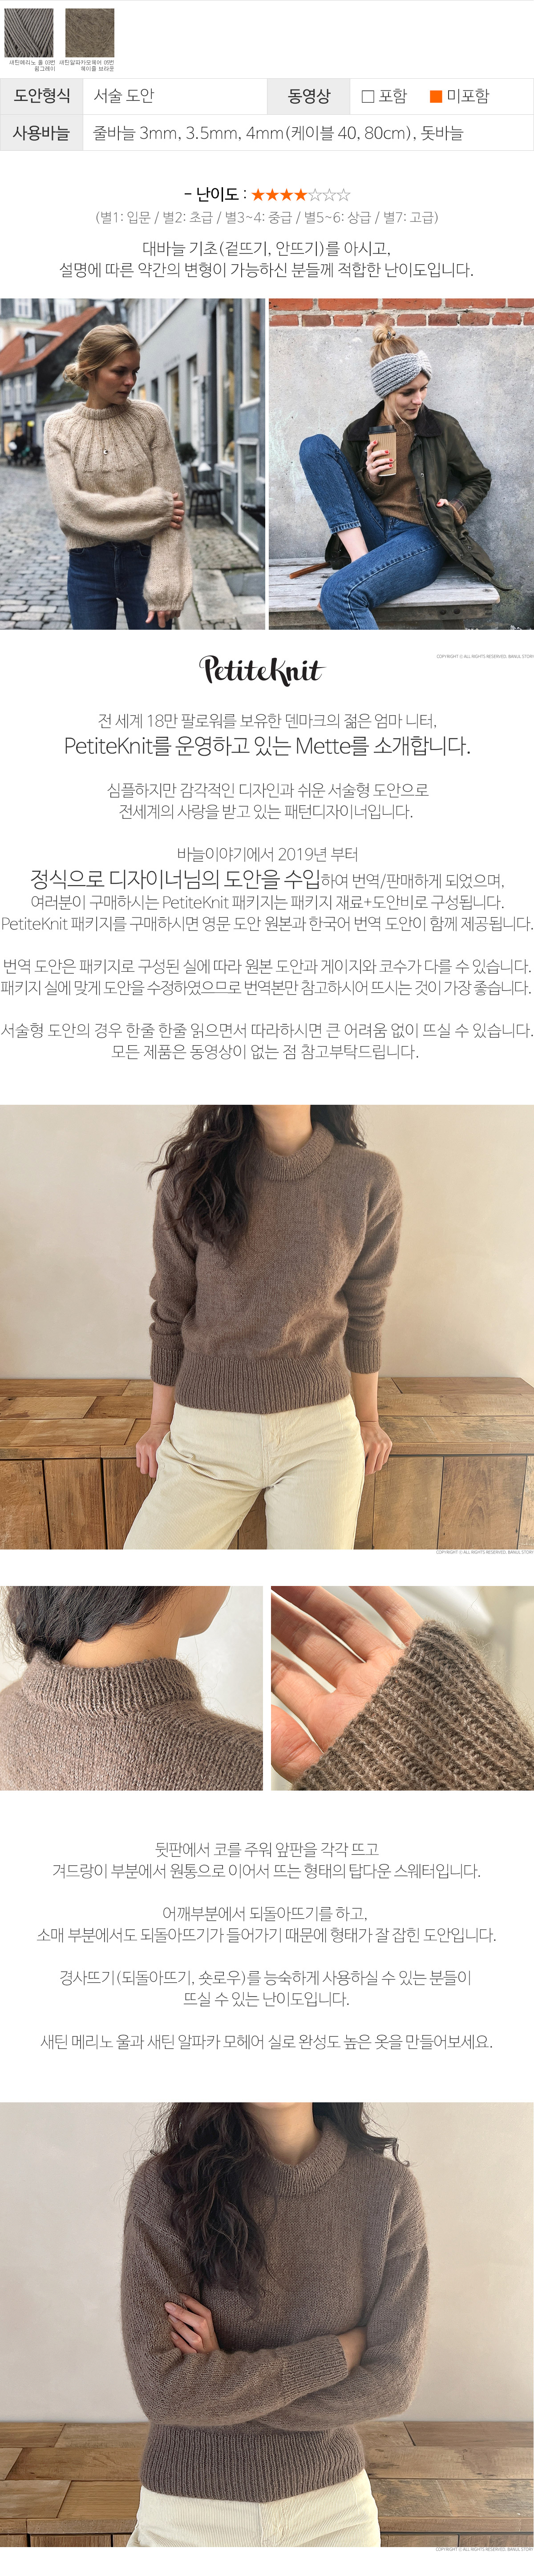 새틴메리노 울 03번
웜그레이
새틴알파카모헤어 09번
헤이즐 브라운
도안형식 서술 도안 동영상 포함 미포함
사용바늘 줄바늘 3mm, 3.5mm, 4mm(케이블 40, 80cm), 돗바늘
- 난이도 : ★★★★☆☆☆
(별1: 입문 / 별2: 초급 / 별3~4: 중급 / 별5~6: 상급 / 별7: 고급)
대바늘 기초(겉뜨기, 안뜨기)를 아시고,
설명에 따른 약간의 변형이 가능하신 분들께 적합한 난이도입니다.
COPYRIGHT © ALL RIGHTS RESERVED, BANUL STORY
PetiteKnit
전 세계 18만 팔로워를 보유한 덴마크의 젊은 엄마 니터,
PetiteKnit를 운영하고 있는 Mette를 소개합니다.
심플하지만 감각적인 디자인과 쉬운 서술형 도안으로
전세계의 사랑을 받고 있는 패턴디자이너입니다.
바늘이야기에서 2019년 부터
정식으로 디자이너님의 도안을 수입하여 번역/판매하게 되었으며,
여러분이 구매하시는 PetiteKnit 패키지는 패키지 재료+도안비로 구성됩니다.
PetiteKnit 패키지를 구매하시면 영문 도안 원본과 한국어 번역 도안이 함께 제공됩니다.
번역 도안은 패키지로 구성된 실에 따라 원본 도안과 게이지와 코수가 다를 수 있습니다.
패키지 실에 맞게 도안을 수정하였으므로 번역본만 참고하시어 뜨시는 것이 가장 좋습니다.
서술형 도안의 경우 한줄 한줄 읽으면서 따라하시면 큰 어려움 없이 뜨실 수 있습니다.
모든 제품은 동영상이 없는 점 참고부탁드립니다.
COPYRIGHT © ALL RIGHTS RESERVED, BANUL STORY
뒷판에서 코를 주워 앞판을 각각 뜨고
겨드랑이 부분에서 원통으로 이어서 뜨는 형태의 탑다운 스웨터입니다.
어깨부분에서 되돌아뜨기를 하고,
소매 부분에서도 되돌아뜨기가 들어가기 때문에 형태가 잘 잡힌 도안입니다.
경사뜨기(되돌아뜨기, 숏로우)를 능숙하게 사용하실 수 있는 분들이
뜨실 수 있는 난이도입니다.
새틴 메리노 울과 새틴 알파카 모헤어 실로 완성도 높은 옷을 만들어보세요.
COPYRIGHT © ALL RIGHTS RESERVED, BANUL STORY